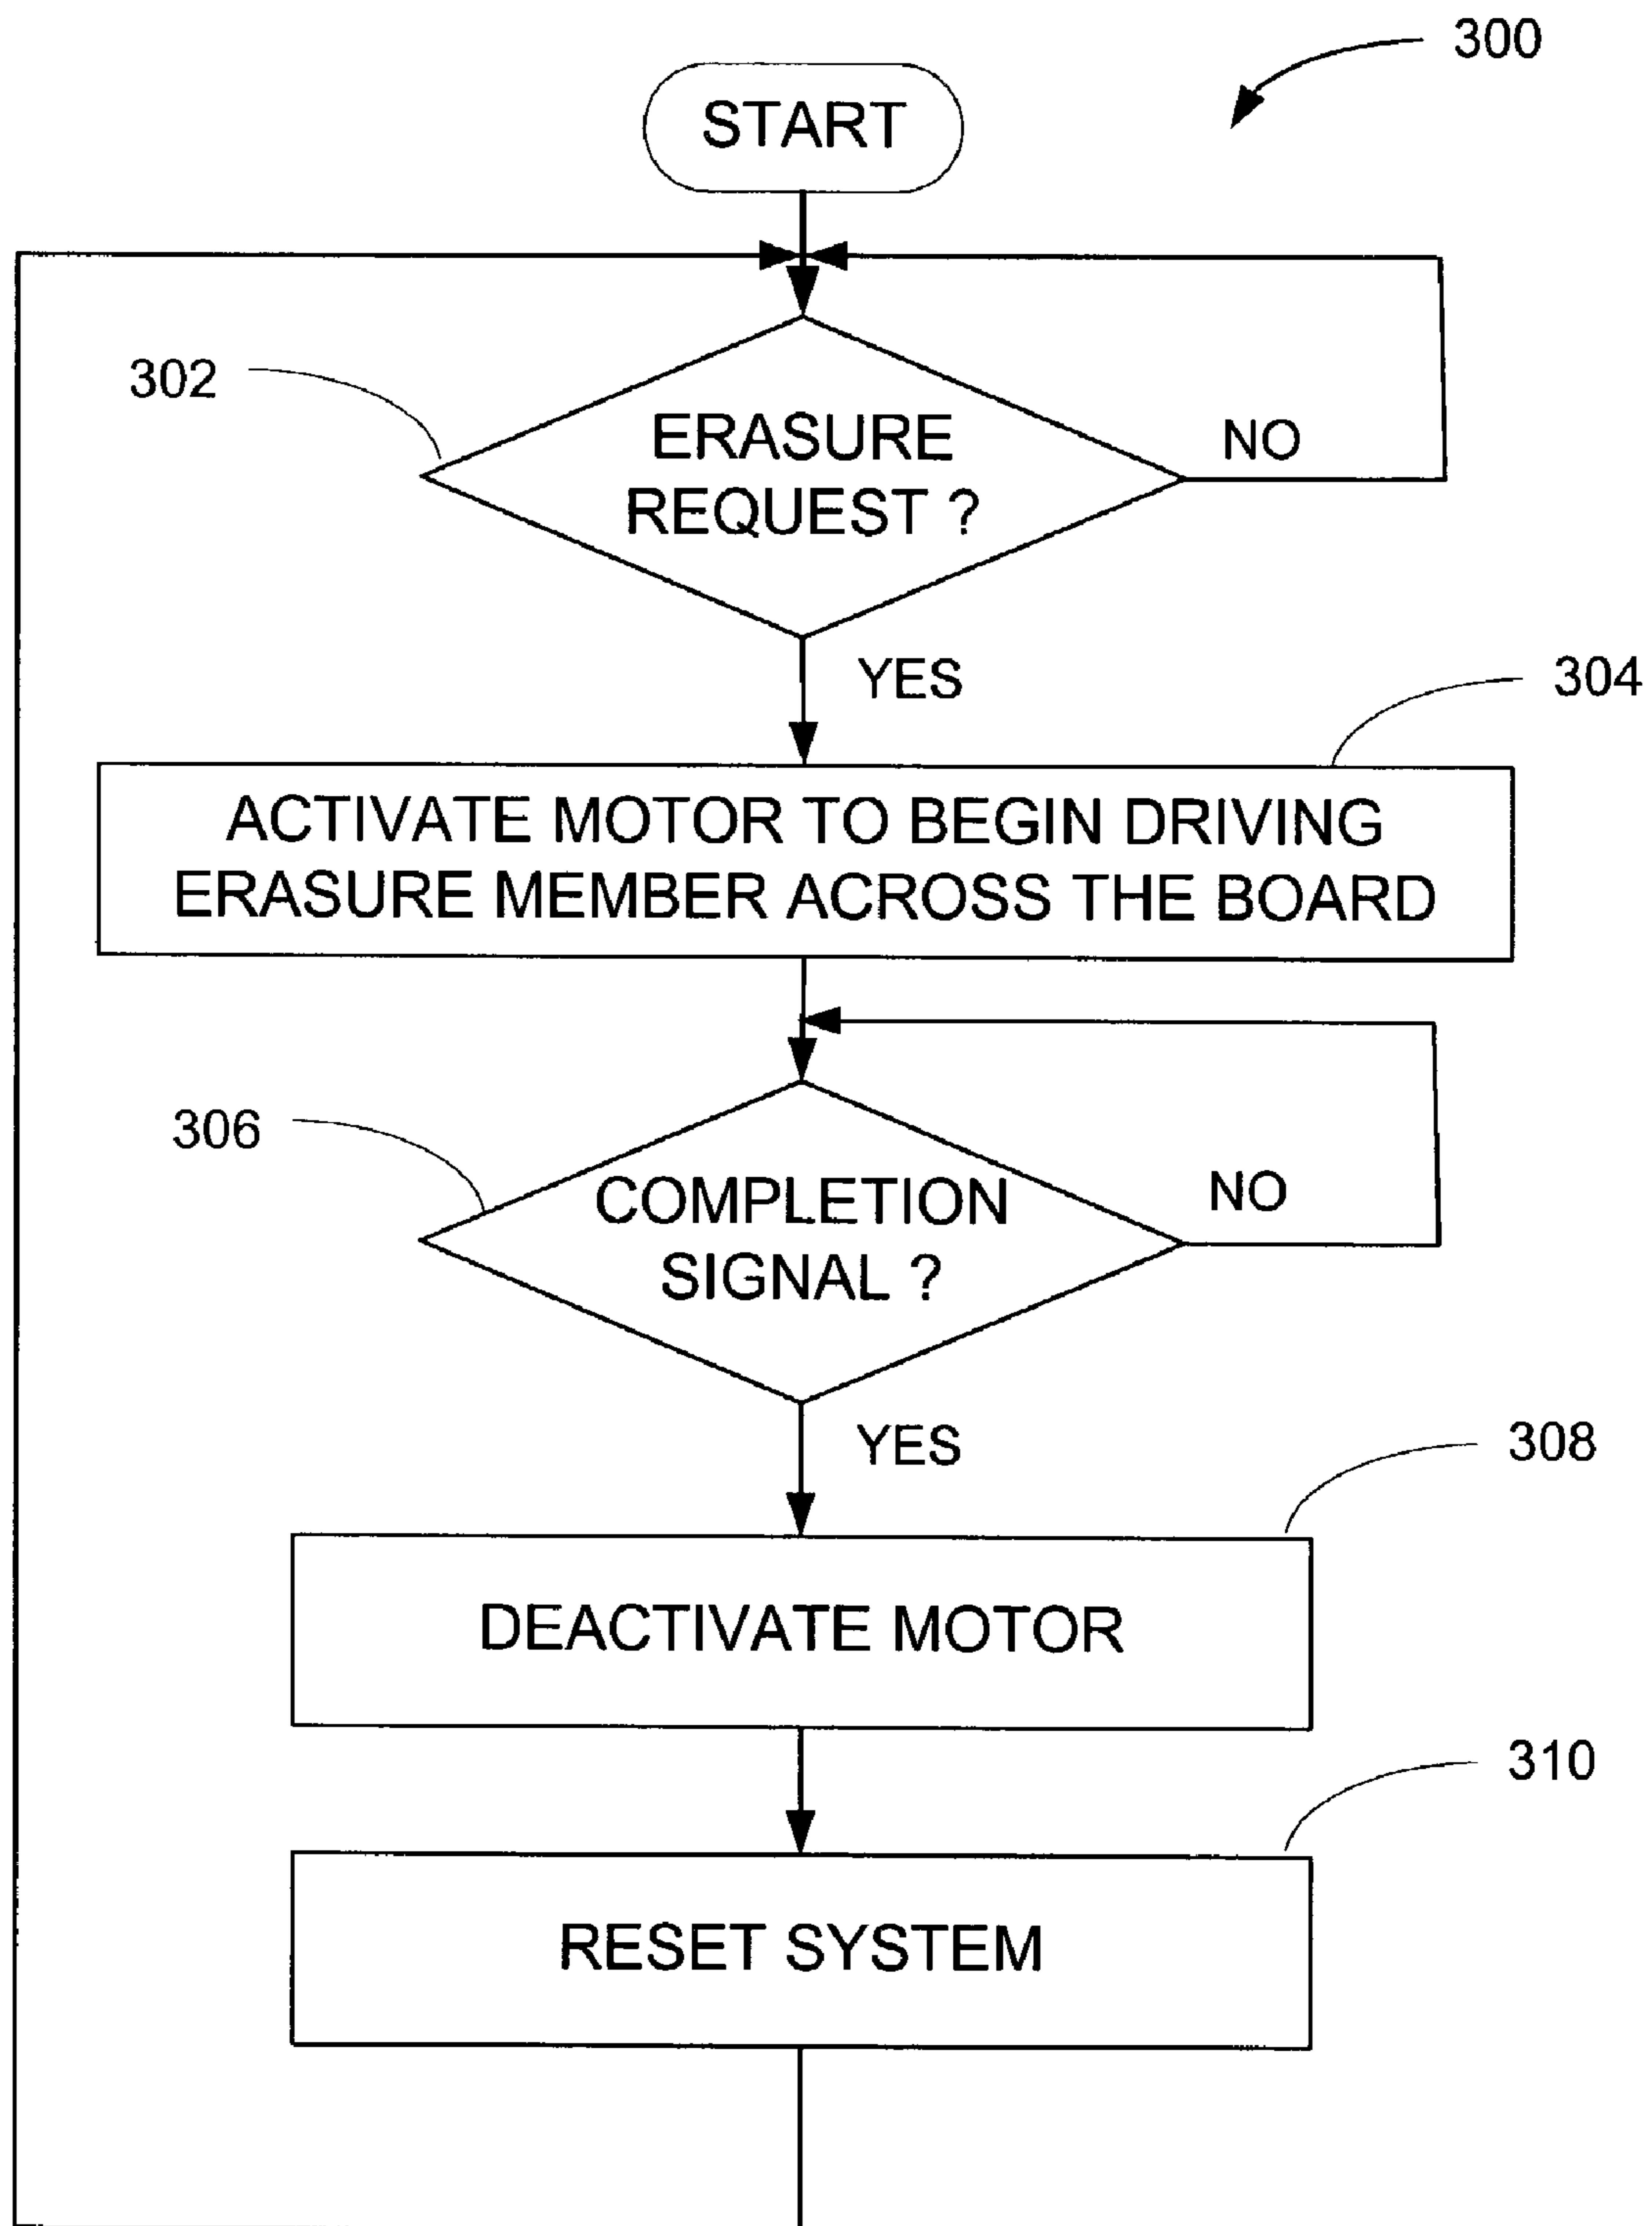 300
START
302
ERASURE
REQUEST ?
NO
YES
304
ACTIVATE MOTOR TO BEGIN DRIVING
ERASURE MEMBER ACROSS THE BOARD
306
COMPLETION
SIGNAL ?
NO
YES
308
DEACTIVATE MOTOR
310
RESET SYSTEM